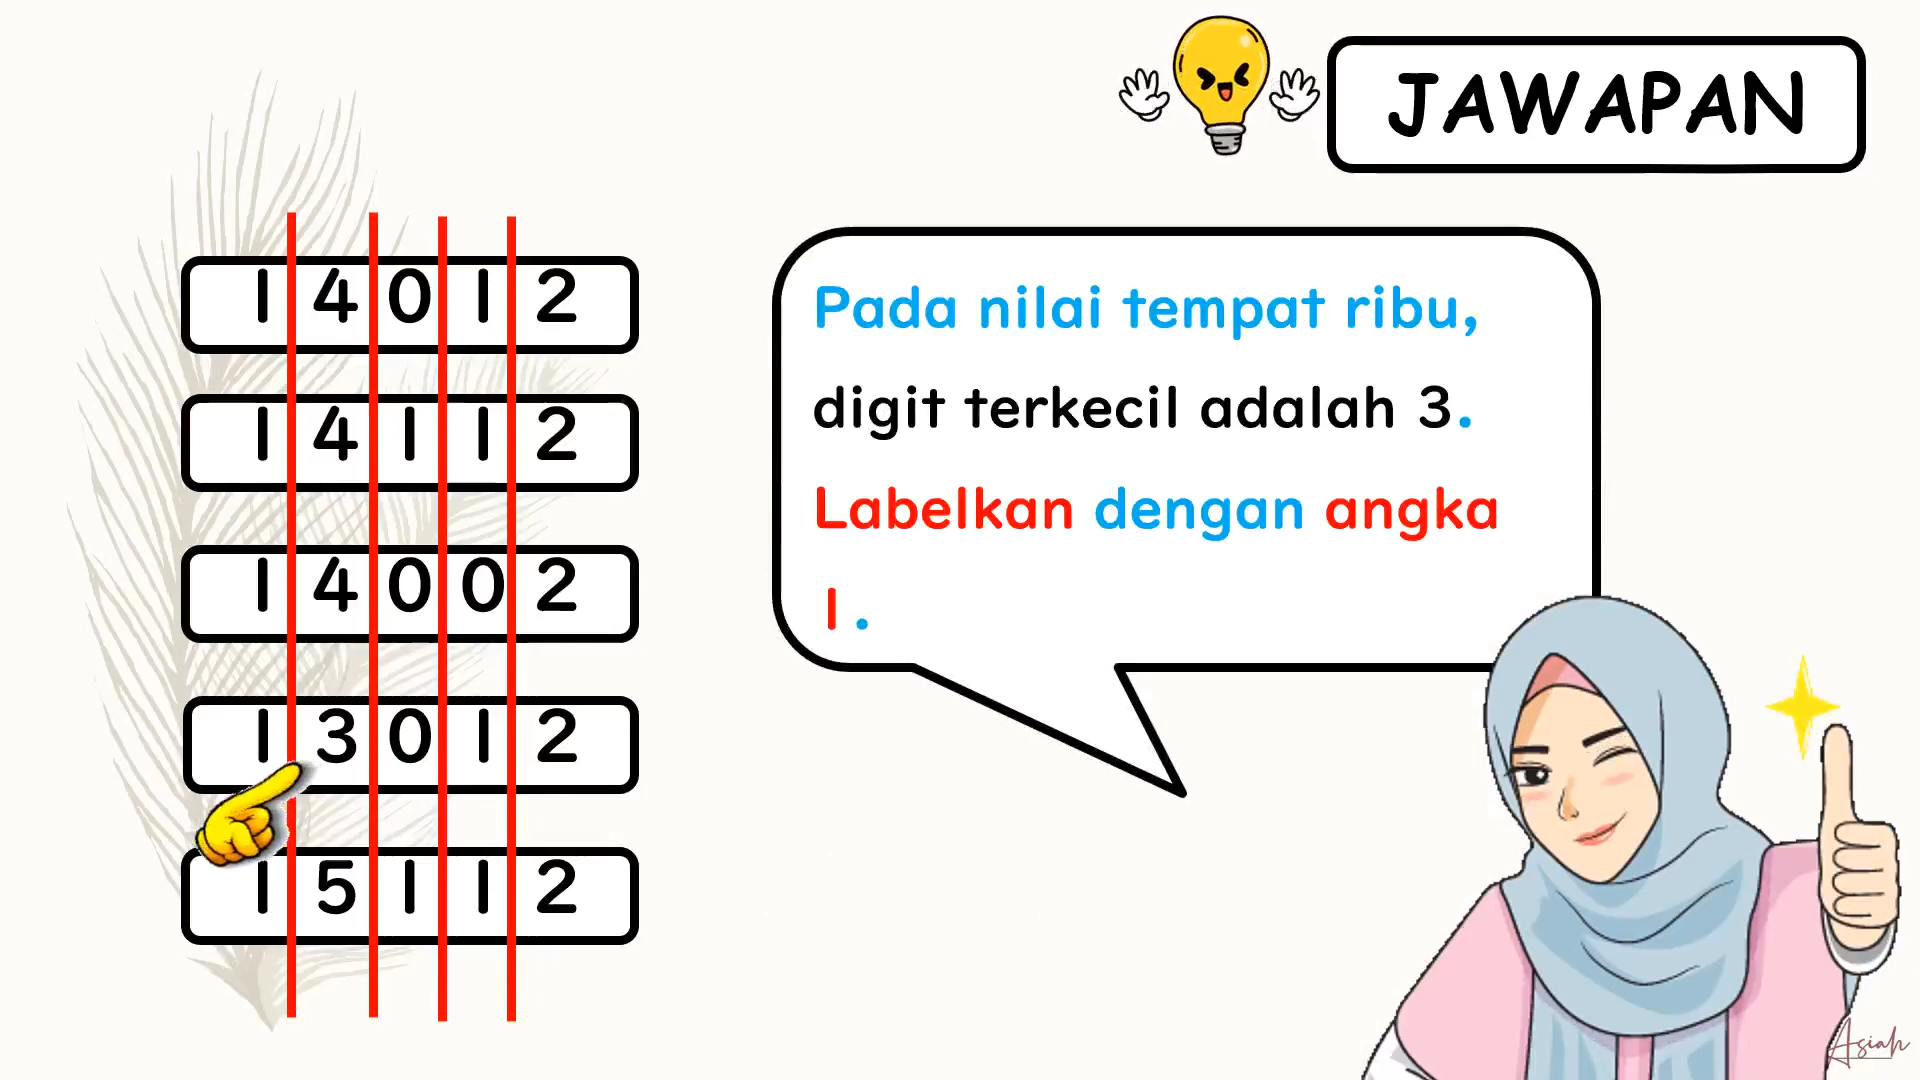 JAWAPAN
1 4 0 1 2
1 4 1 1 2
1 4 0 0 2
1 3 0 1 2
1 5 1 1 2
Pada nilai tempat ribu,
digit terkecil adalah 3.
Labelkan dengan angka
1.
Asiah